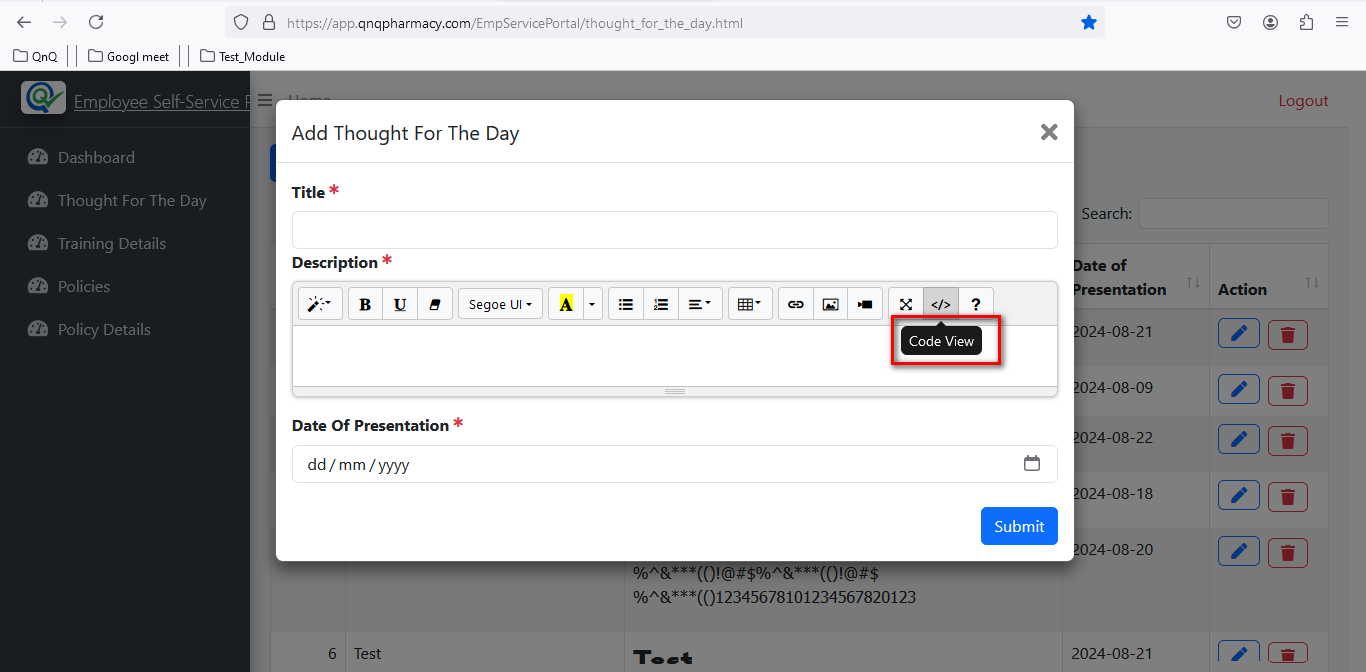 https://app.qnqpharmacy.com/EmpServicePortal/thought_for_the_day.html
QnQ
Googl meet
Test_Module
Employee Self-Service
Home
Logout
Dashboard
Thought For The Day
Training Details
Policies
Policy Details
Add Thought For The Day
Title *
Description *
B U Segoe UI A </> ?
Code View
Date Of Presentation *
dd / mm / yyyy
Submit
Search:
Date of
Presentation
Action
2024-08-21
2024-08-09
2024-08-22
2024-08-18
2024-08-20
%^&***(()!@#$%^&***(()!@#$
%^&***(()12345678101234567820123
6 Test Test 2024-08-21